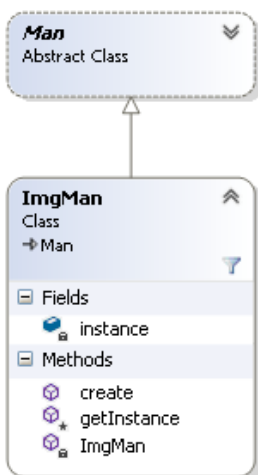 Man
Abstract Class
ImgMan
Class
Man
Fields
instance
Methods
create
getInstance
ImgMan